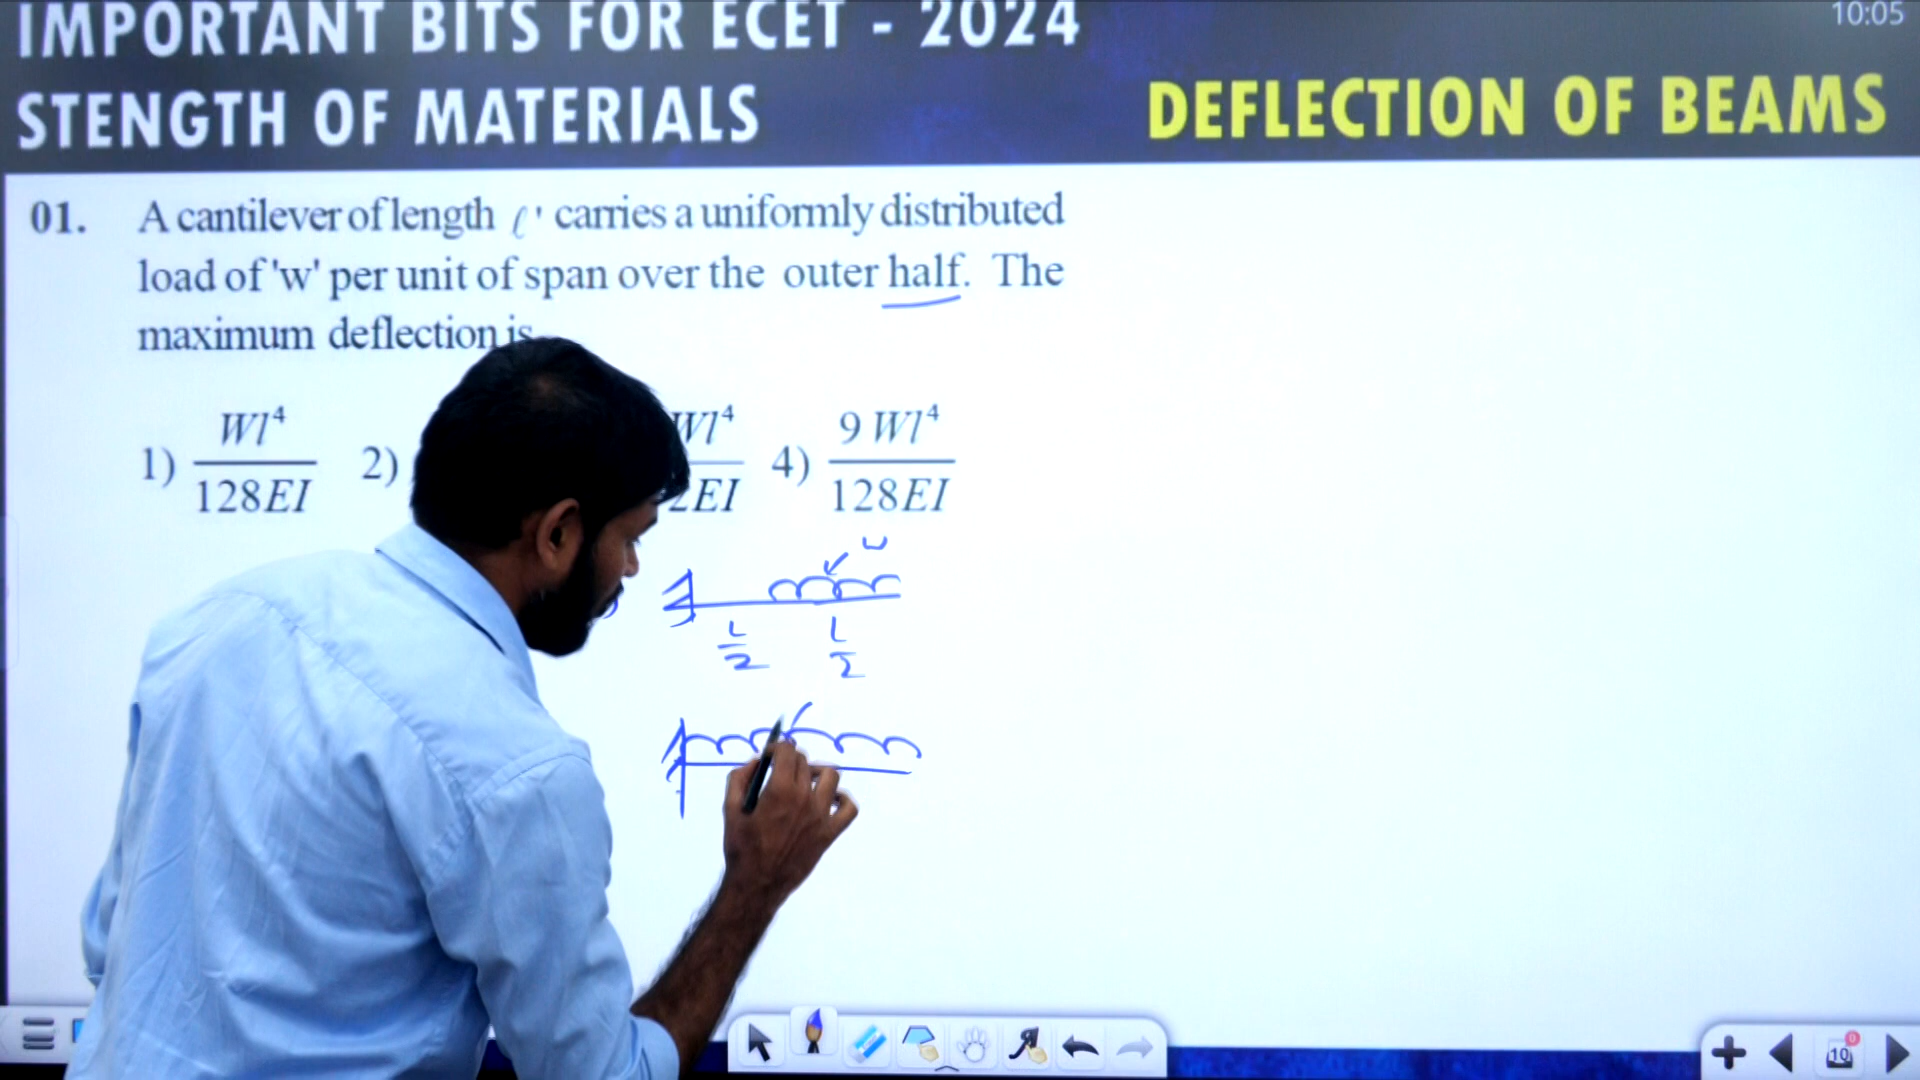 IMPORTANT BITS FOR ECET - 2024
10:05
STENGTH OF MATERIALS
DEFLECTION OF BEAMS
01. A cantilever of length ℓ' carries a uniformly distributed
load of 'w' per unit of span over the outer half. The
maximum deflection is
1) Wl⁴/128EI 2) Wl⁴/2EI 4) 9 Wl⁴/128EI
ω
L/2 L/2
10
0